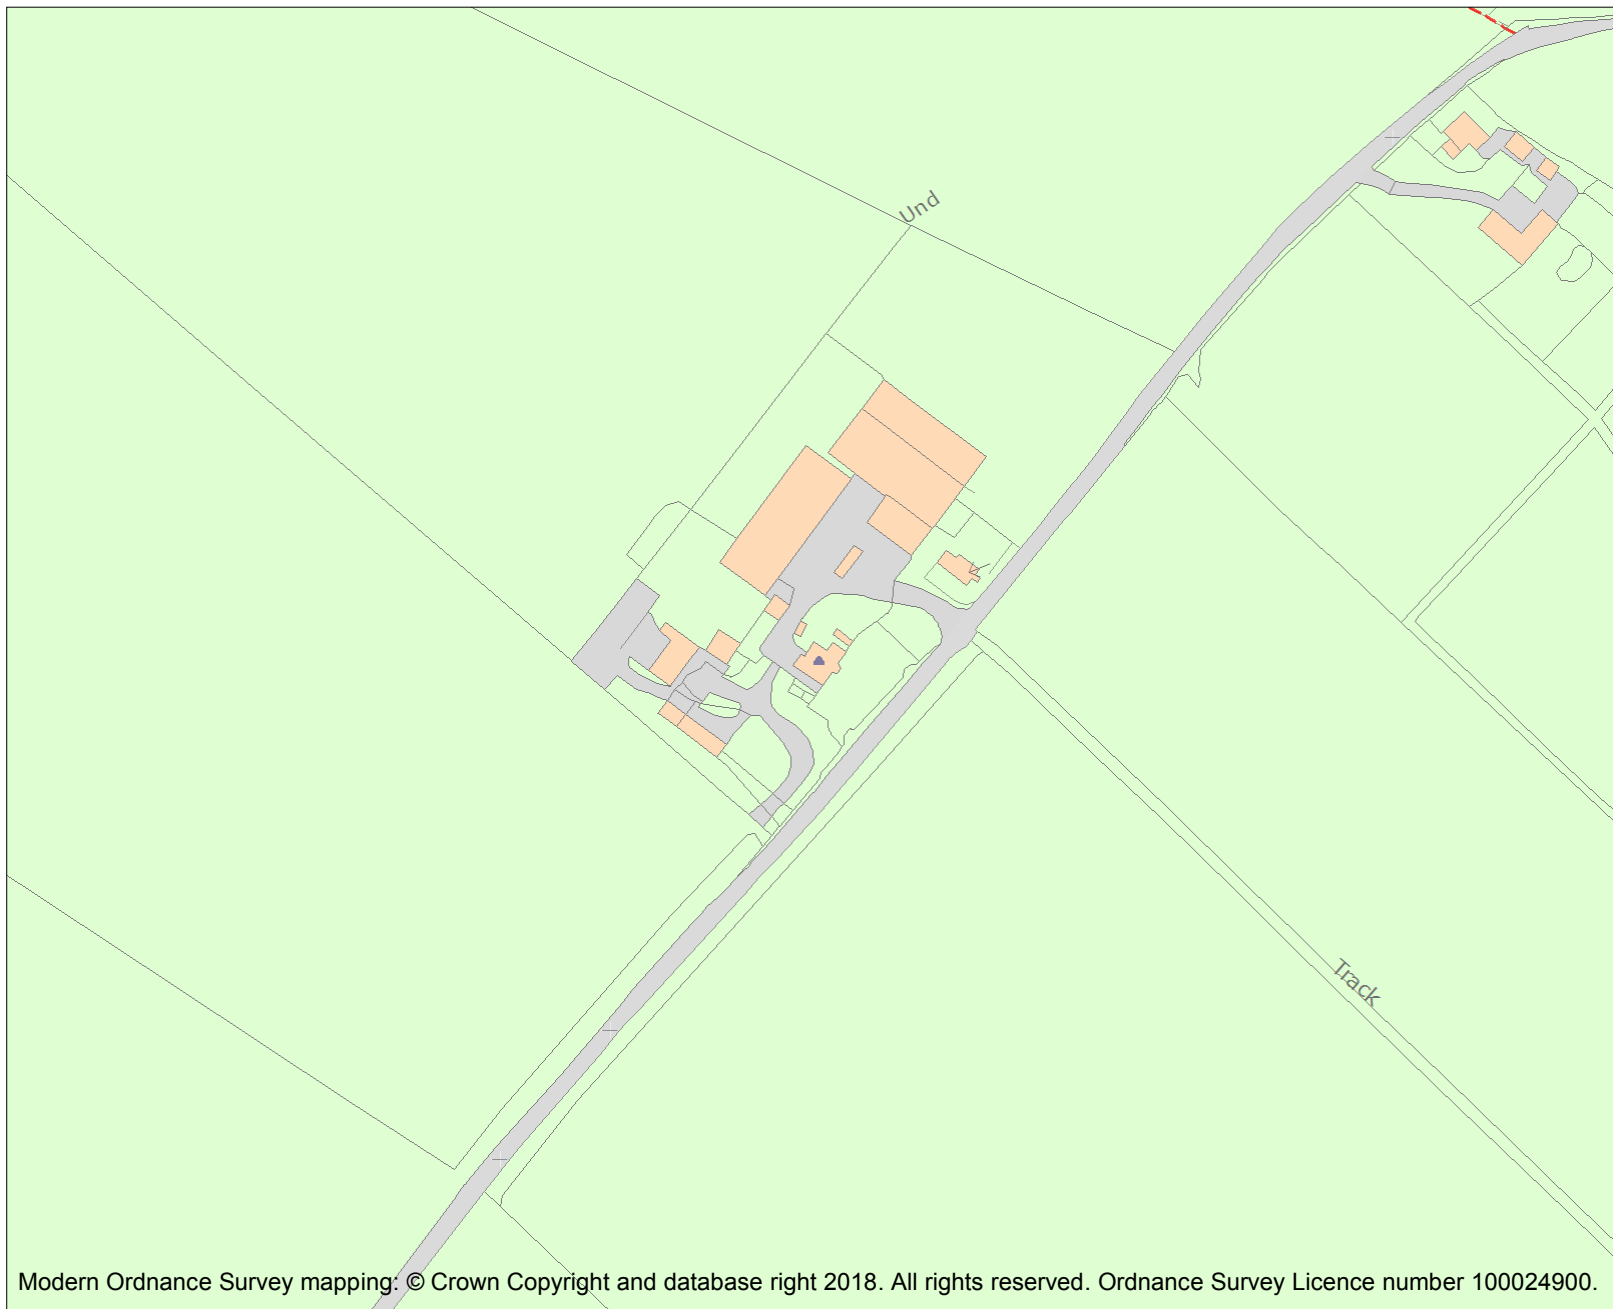 Und
Track
Modern Ordnance Survey mapping: © Crown Copyright and database right 2018. All rights reserved. Ordnance Survey Licence number 100024900.